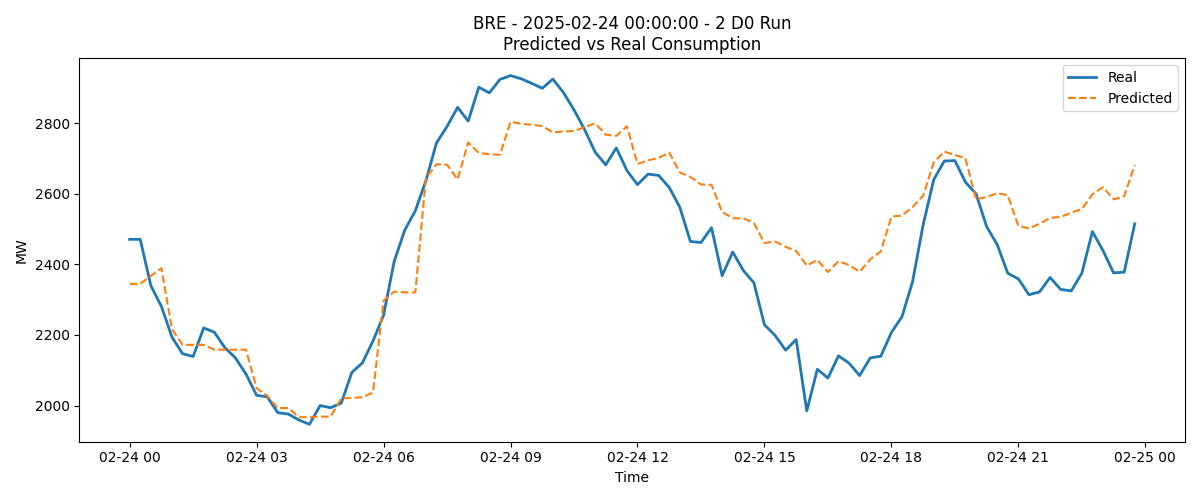 BRE - 2025-02-24 00:00:00 - 2 D0 Run
Predicted vs Real Consumption
Real
Predicted
MW
2800
2600
2400
2200
2000
02-24 00
02-24 03
02-24 06
02-24 09
02-24 12
02-24 15
02-24 18
02-24 21
02-25 00
Time